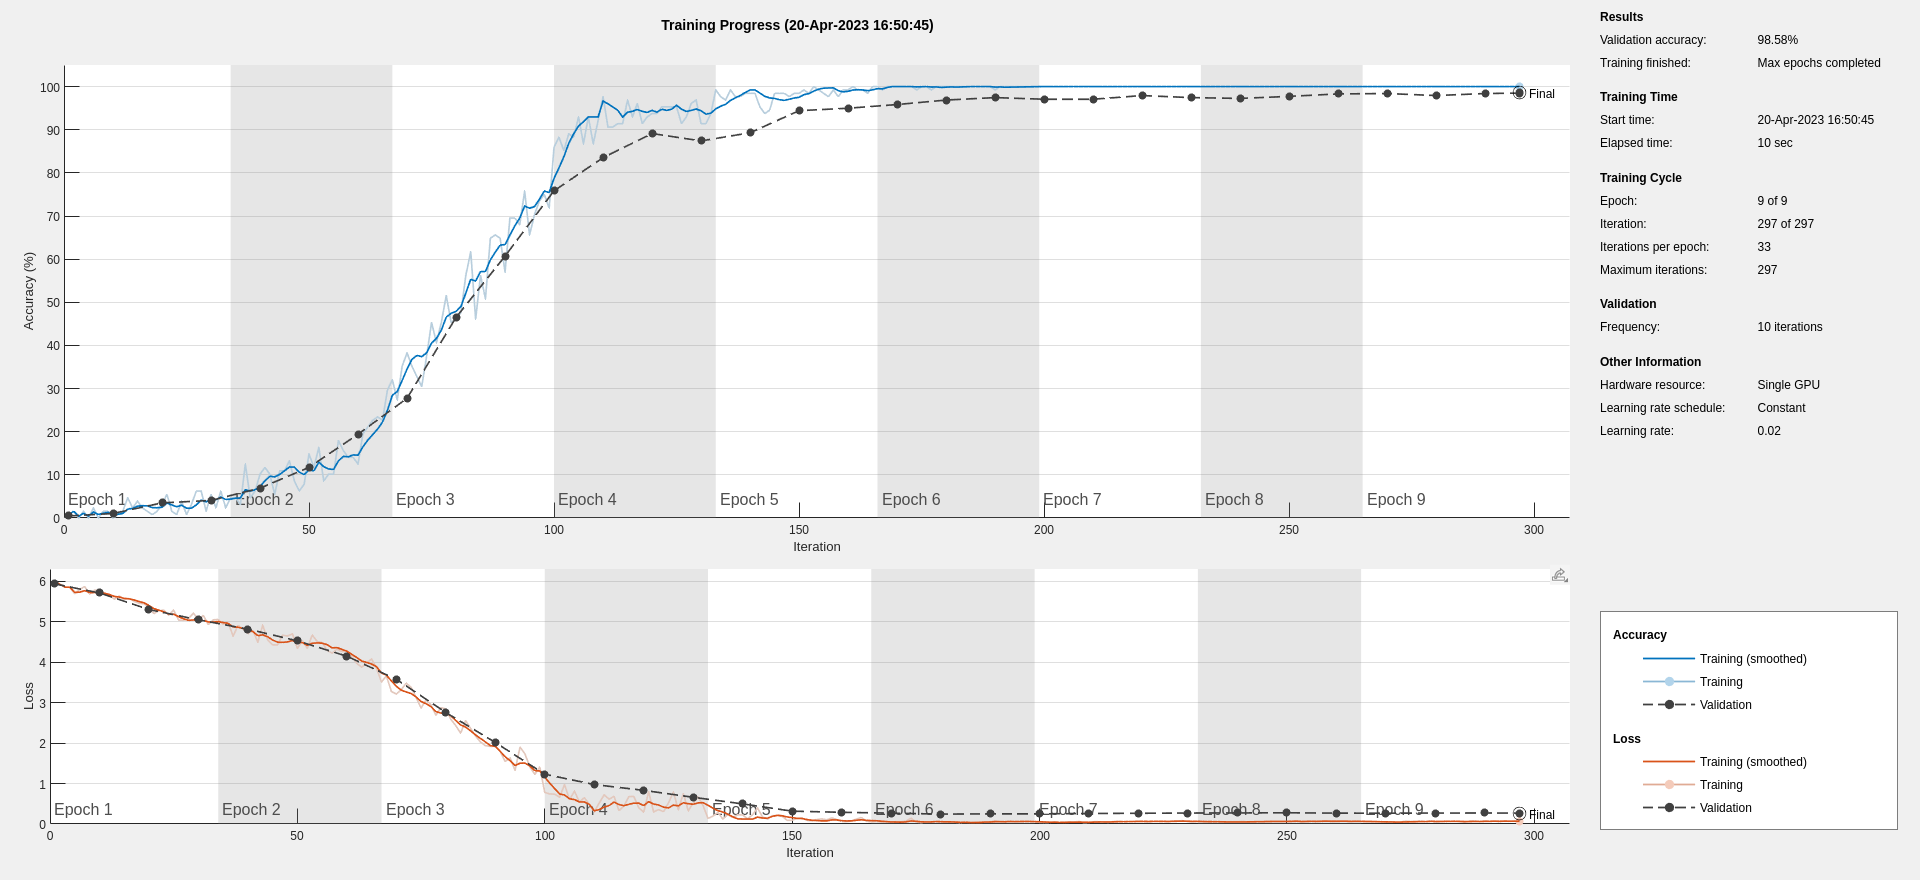 Training Progress (20-Apr-2023 16:50:45)
Accuracy (%)
100
90
80
70
60
50
40
30
20
10
0
Epoch 1 Epoch 2 Epoch 3 Epoch 4 Epoch 5 Epoch 6 Epoch 7 Epoch 8 Epoch 9
Final
0 50 100 150 200 250 300
Iteration
Loss
6
5
4
3
2
1
0
Epoch 1 Epoch 2 Epoch 3 Epoch 4 Epoch 5 Epoch 6 Epoch 7 Epoch 8 Epoch 9
Final
0 50 100 150 200 250 300
Iteration
Results
Validation accuracy: 98.58%
Training finished: Max epochs completed
Training Time
Start time: 20-Apr-2023 16:50:45
Elapsed time: 10 sec
Training Cycle
Epoch: 9 of 9
Iteration: 297 of 297
Iterations per epoch: 33
Maximum iterations: 297
Validation
Frequency: 10 iterations
Other Information
Hardware resource: Single GPU
Learning rate schedule: Constant
Learning rate: 0.02
Accuracy
Training (smoothed)
Training
Validation
Loss
Training (smoothed)
Training
Validation